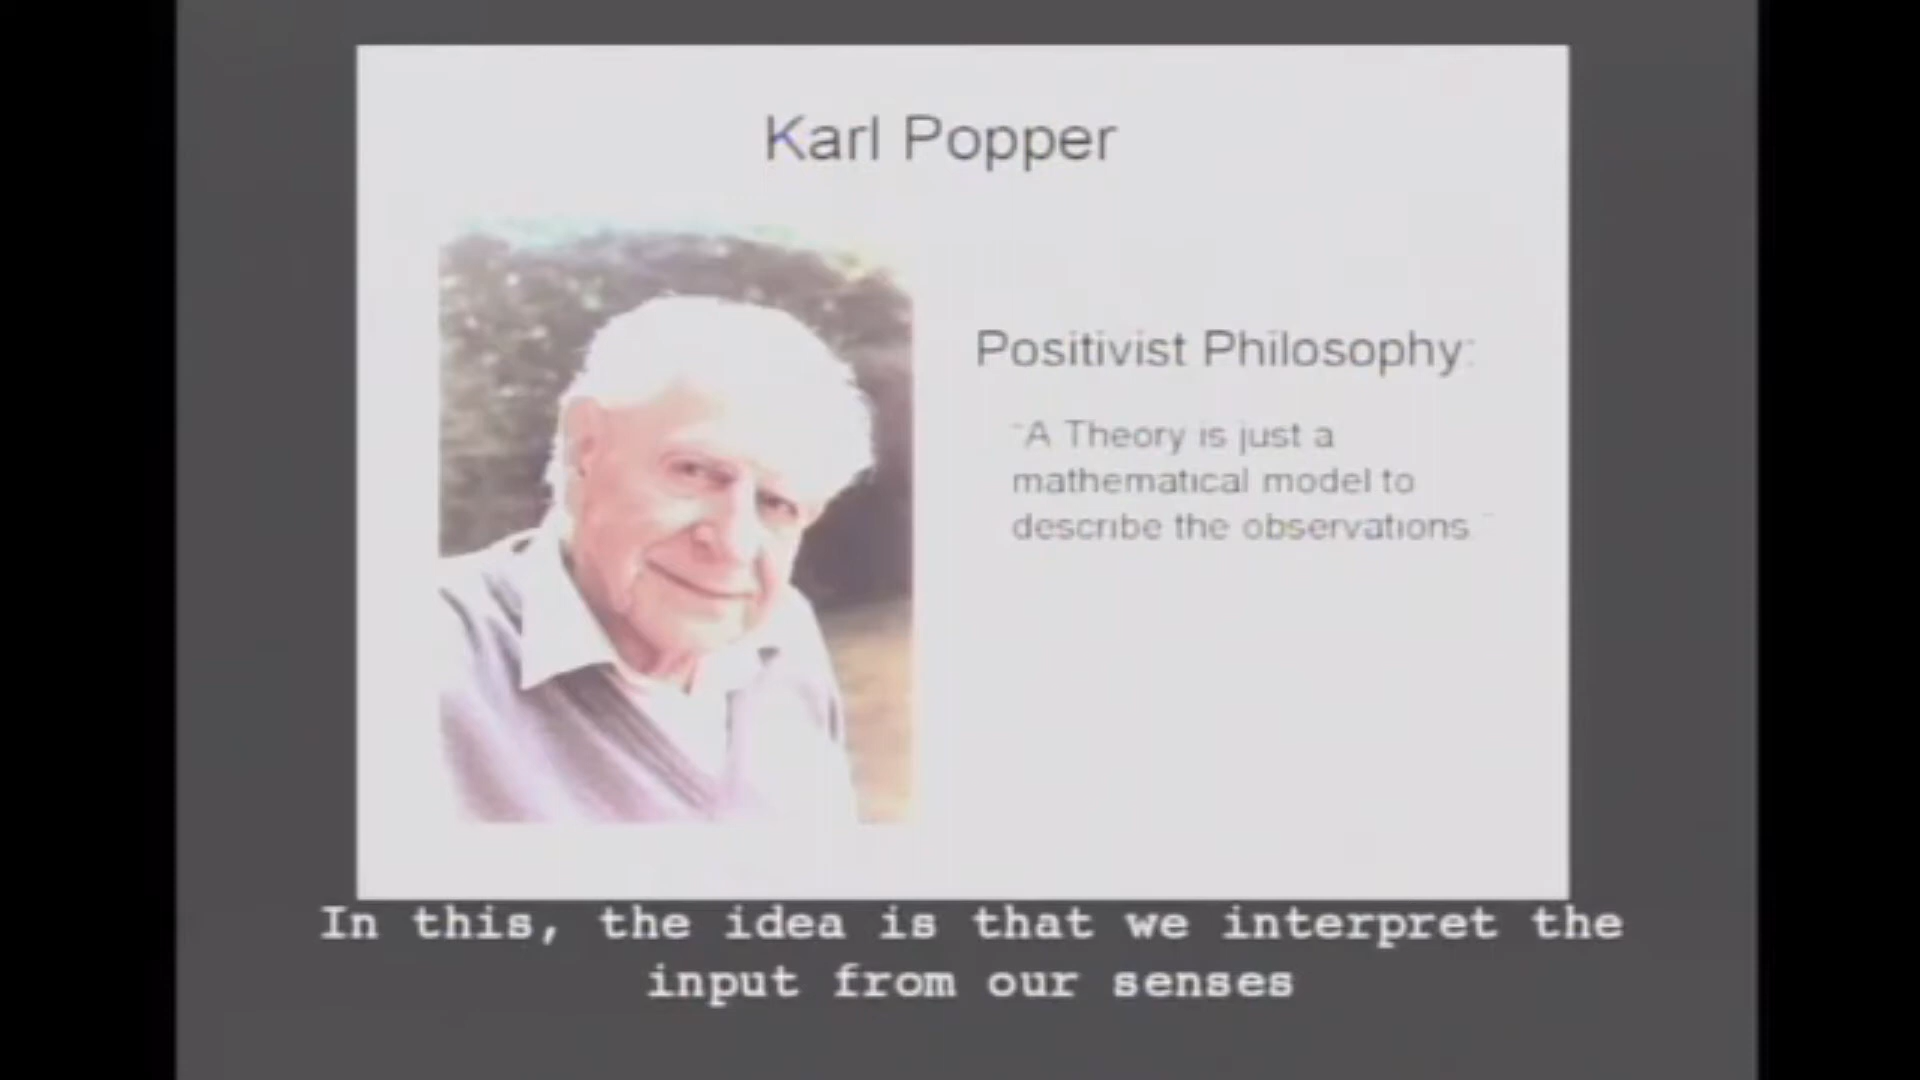 Karl Popper
Positivist Philosophy:
"A Theory is just a
mathematical model to
describe the observations."
In this, the idea is that we interpret the
input from our senses